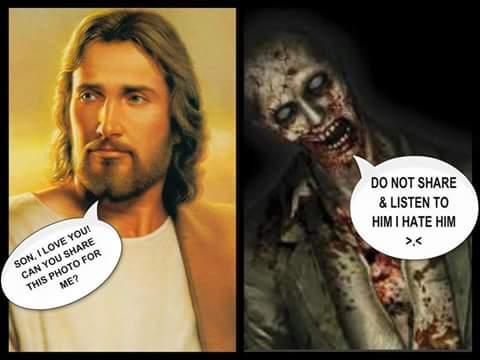 SON, I LOVE YOU!
CAN YOU SHARE
THIS PHOTO FOR
ME?
DO NOT SHARE
& LISTEN TO
HIM I HATE HIM
>.<